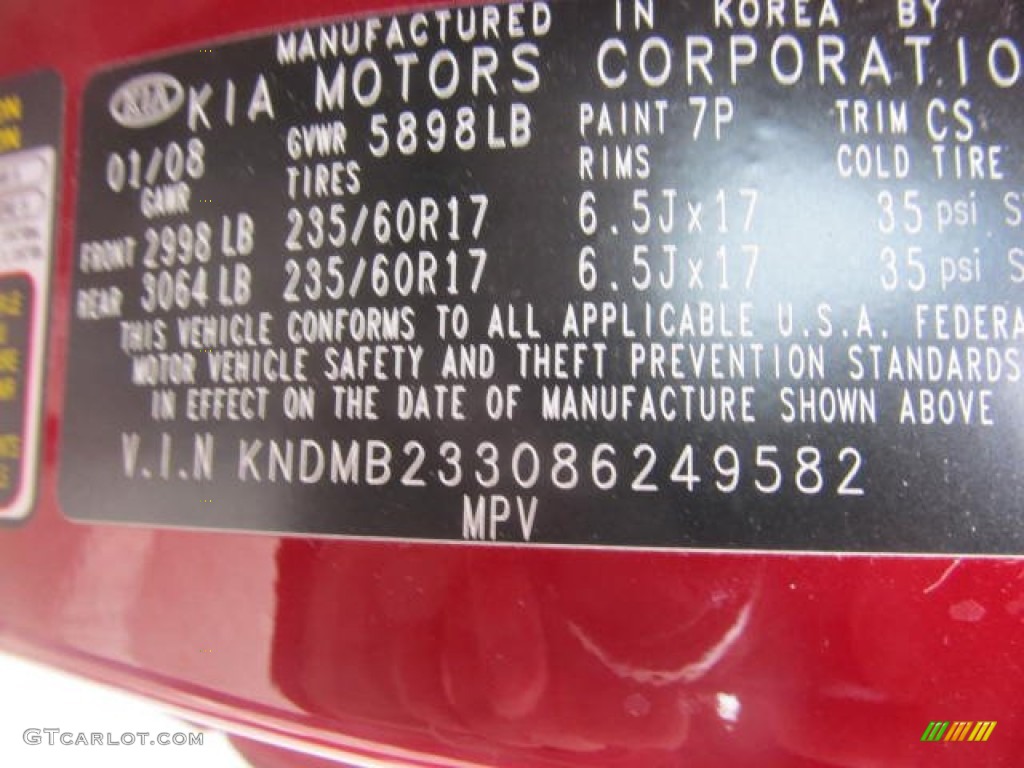 MANUFACTURED IN KOREA BY
KIA KIA MOTORS CORPORATIO
01/08 GVWR 5898LB PAINT 7P TRIM CS
GAWR TIRES RIMS COLD TIRE
FRONT 2998 LB 235/60R17 6.5Jx17 35 psi S
REAR 3064 LB 235/60R17 6.5Jx17 35 psi S
THIS VEHICLE CONFORMS TO ALL APPLICABLE U.S.A. FEDERA
MOTOR VEHICLE SAFETY AND THEFT PREVENTION STANDARDS
IN EFFECT ON THE DATE OF MANUFACTURE SHOWN ABOVE
V.I.N KNDMB233086249582
MPV
GTCARLOT.COM